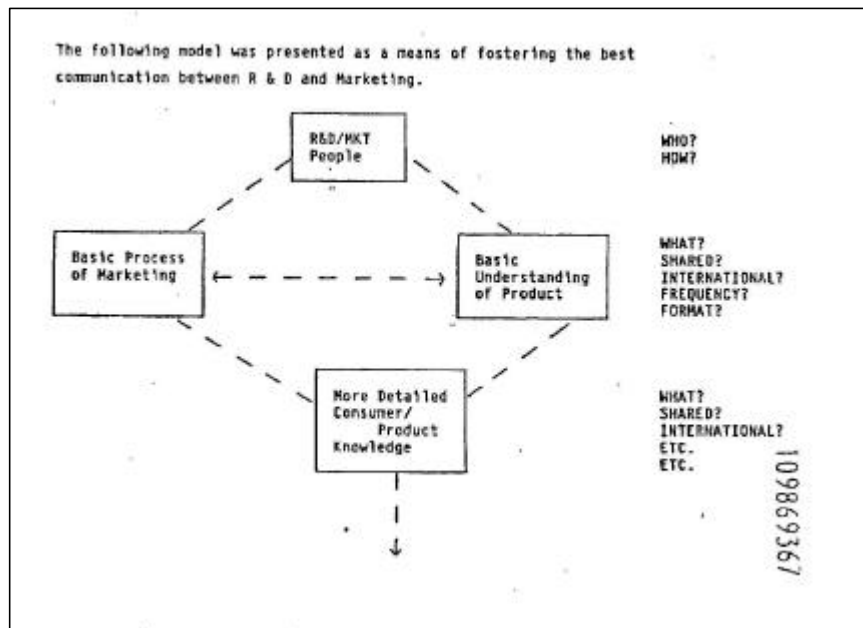 The following model was presented as a means of fostering the best
communication between R & D and Marketing.
R&D/MKT
People
WHO?
HOW?
Basic Process
of Marketing
Basic
Understanding
of Product
WHAT?
SHARED?
INTERNATIONAL?
FREQUENCY?
FORMAT?
More Detailed
Consumer/
Product
Knowledge
WHAT?
SHARED?
INTERNATIONAL?
ETC.
ETC.
109869367